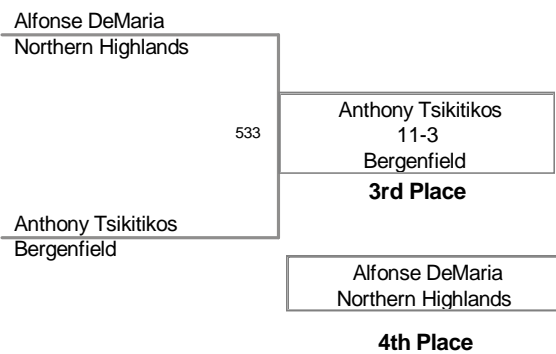 Alfonse DeMaria
Northern Highlands
533
Anthony Tsikitikos
11-3
Bergenfield
3rd Place
Anthony Tsikitikos
Bergenfield
Alfonse DeMaria
Northern Highlands
4th Place